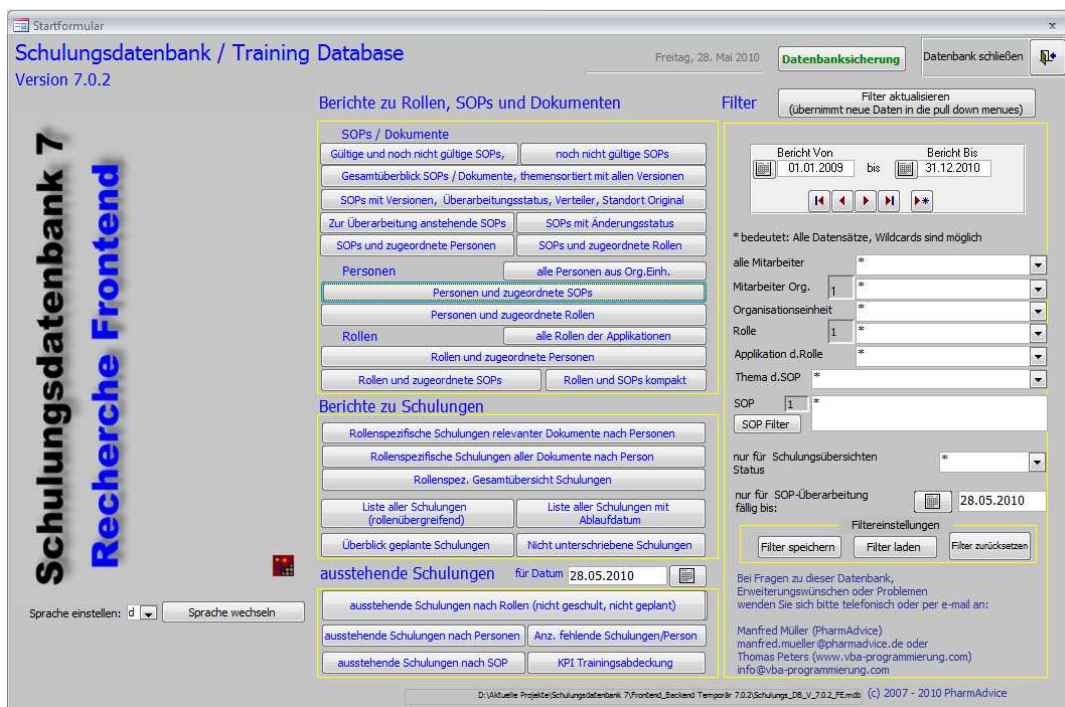 Startformular
x
Schulungsdatenbank / Training Database
Version 7.0.2
Freitag, 28. Mai 2010
Datenbanksicherung
Datenbank schließen
Schulungsdatenbank 7
Recherche Frontend
Sprache einstellen: d
Sprache wechseln
Berichte zu Rollen, SOPs und Dokumenten
SOPs / Dokumente
Gültige und noch nicht gültige SOPs,
noch nicht gültige SOPs
Gesamtüberblick SOPs / Dokumente, themensortiert mit allen Versionen
SOPs mit Versionen, Überarbeitungsstatus, Verteiler, Standort Original
Zur Überarbeitung anstehende SOPs
SOPs mit Änderungsstatus
SOPs und zugeordnete Personen
SOPs und zugeordnete Rollen
Personen
alle Personen aus Org.Einh.
Personen und zugeordnete SOPs
Personen und zugeordnete Rollen
Rollen
alle Rollen der Applikationen
Rollen und zugeordnete Personen
Rollen und zugeordnete SOPs
Rollen und SOPs kompakt
Berichte zu Schulungen
Rollenspezifische Schulungen relevanter Dokumente nach Personen
Rollenspezifische Schulungen aller Dokumente nach Person
Rollenspez. Gesamtübersicht Schulungen
Liste aller Schulungen
(rollenübergreifend)
Liste aller Schulungen mit
Ablaufdatum
Überblick geplante Schulungen
Nicht unterschriebene Schulungen
ausstehende Schulungen
für Datum 28.05.2010
ausstehende Schulungen nach Rollen (nicht geschult, nicht geplant)
ausstehende Schulungen nach Personen
Anz. fehlende Schulungen/Person
ausstehende Schulungen nach SOP
KPI Trainingsabdeckung
Filter
Filter aktualisieren
(übernimmt neue Daten in die pull down menues)
Bericht Von
Bericht Bis
01.01.2009 bis 31.12.2010
* bedeutet: Alle Datensätze, Wildcards sind möglich
alle Mitarbeiter *
Mitarbeiter Org. 1 *
Organisationseinheit *
Rolle 1 *
Applikation d.Rolle *
Thema d.SOP *
SOP 1 *
SOP Filter
nur für Schulungsübersichten
Status
*
nur für SOP-Überarbeitung
fällig bis:
28.05.2010
Filtereinstellungen
Filter speichern
Filter laden
Filter zurücksetzen
Bei Fragen zu dieser Datenbank,
Erweiterungswünschen oder Problemen
wenden Sie sich bitte telefonisch oder per e-mail an:
Manfred Müller (PharmAdvice)
manfred.mueller@pharmadvice.de oder
Thomas Peters (www.vba-programmierung.com)
info@vba-programmierung.com
D:\Aktuelle Projekte\Schulungsdatenbank 7\Frontend_Backend Temporär 7.0.2\Schulungs_DB_V_7.0.2_FE.mdb
(c) 2007 - 2010 PharmAdvice